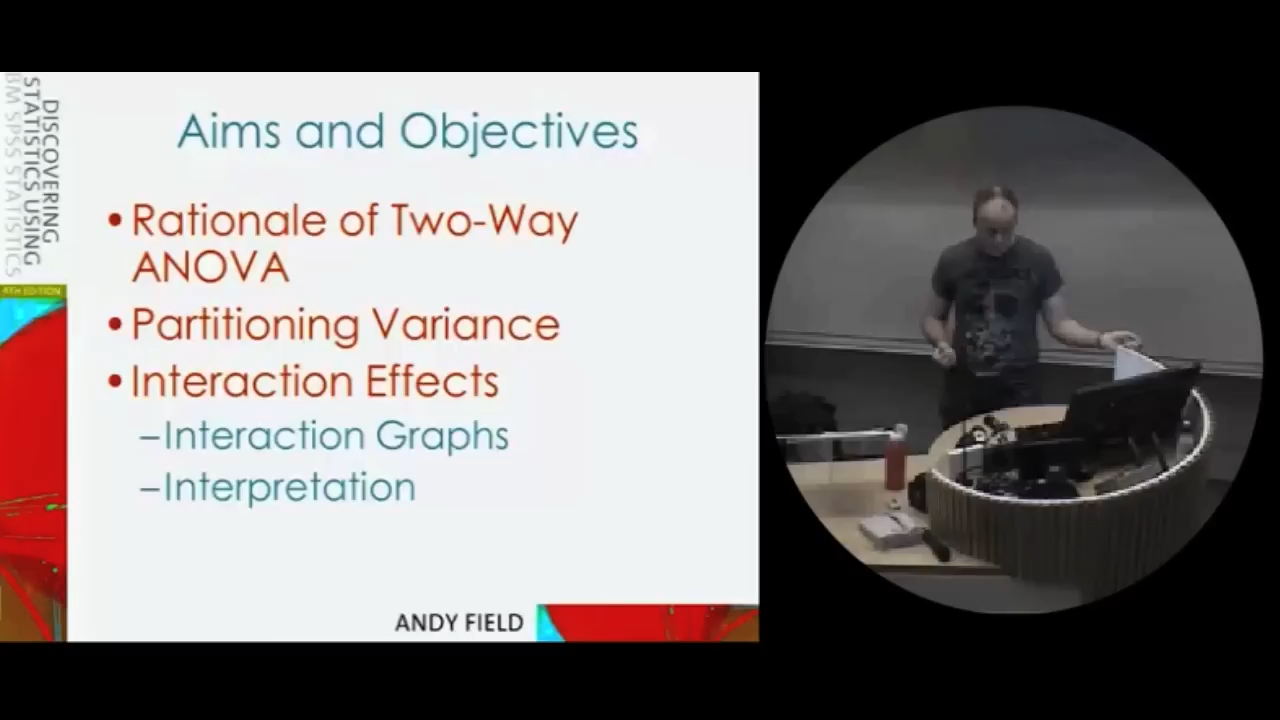 DISCOVERING
STATISTICS USING
IBM SPSS STATISTICS
4TH EDITION
Aims and Objectives
•Rationale of Two-Way
ANOVA
•Partitioning Variance
•Interaction Effects
–Interaction Graphs
–Interpretation
ANDY FIELD